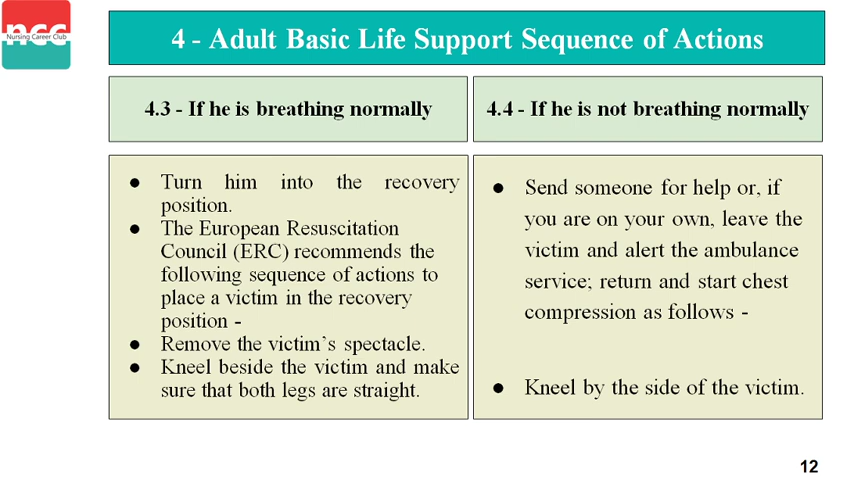 ncc
Nursing Career Club
4 - Adult Basic Life Support Sequence of Actions
4.3 - If he is breathing normally
● Turn him into the recovery
position.
● The European Resuscitation
Council (ERC) recommends the
following sequence of actions to
place a victim in the recovery
position -
● Remove the victim’s spectacle.
● Kneel beside the victim and make
sure that both legs are straight.
4.4 - If he is not breathing normally
● Send someone for help or, if
you are on your own, leave the
victim and alert the ambulance
service; return and start chest
compression as follows -
● Kneel by the side of the victim.
12